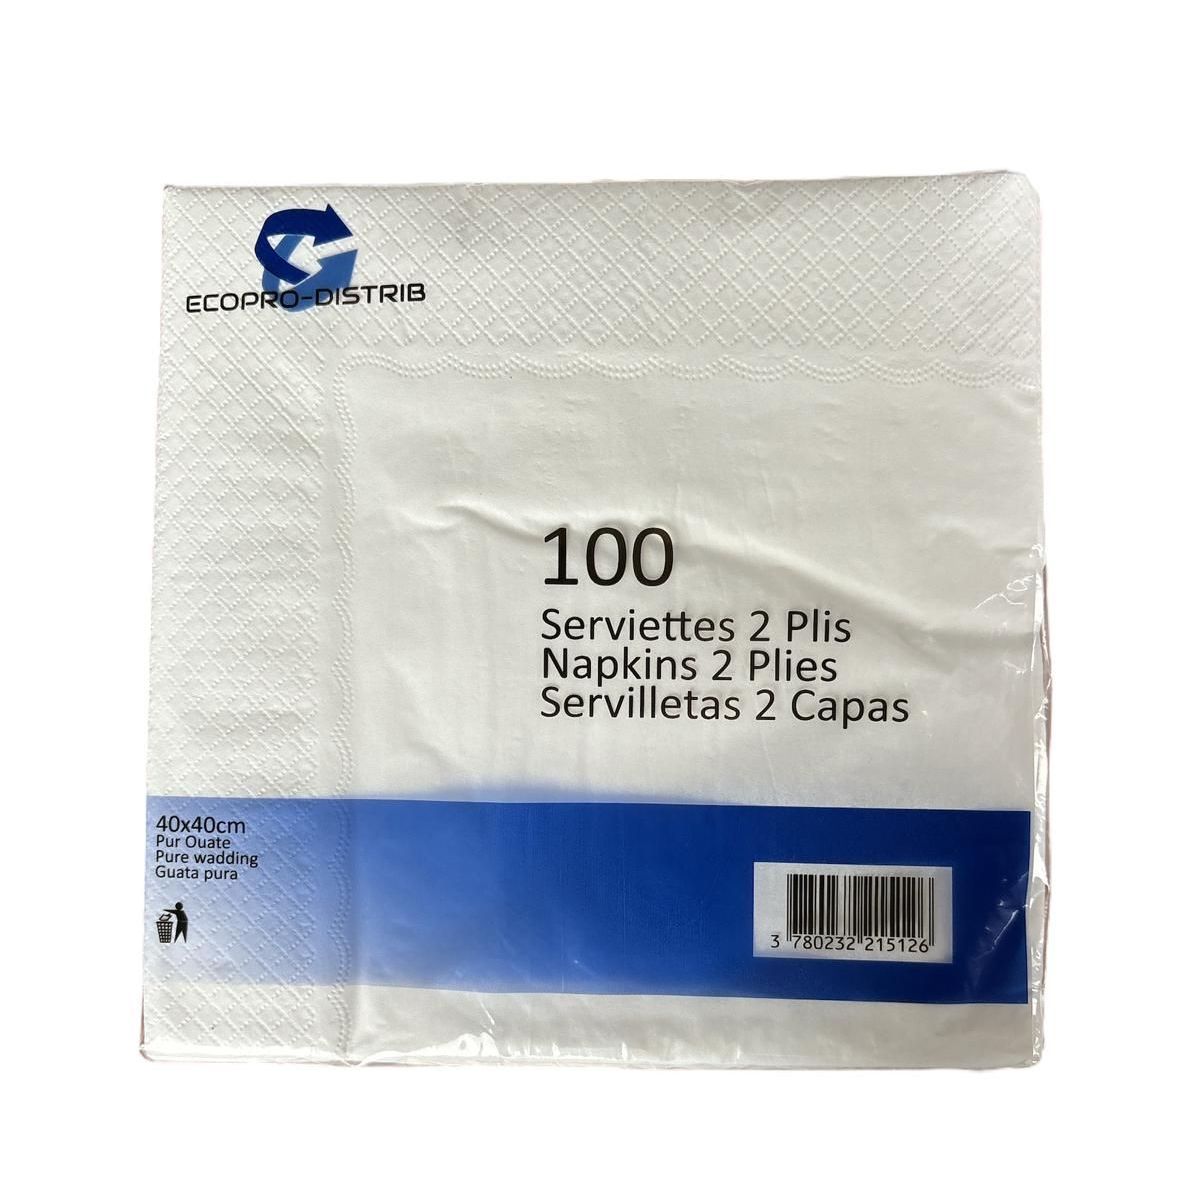 ECOPRO-DISTRIB
100
Serviettes 2 Plis
Napkins 2 Plies
Servilletas 2 Capas
40x40cm
Pur Ouate
Pure wadding
Guata pura
3 780232 215126